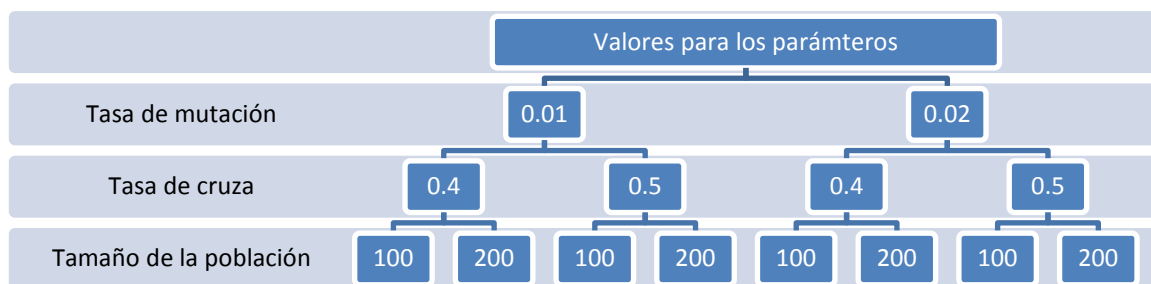 Valores para los parámteros
Tasa de mutación 0.01 0.02
Tasa de cruza 0.4 0.5 0.4 0.5
Tamaño de la población 100 200 100 200 100 200 100 200